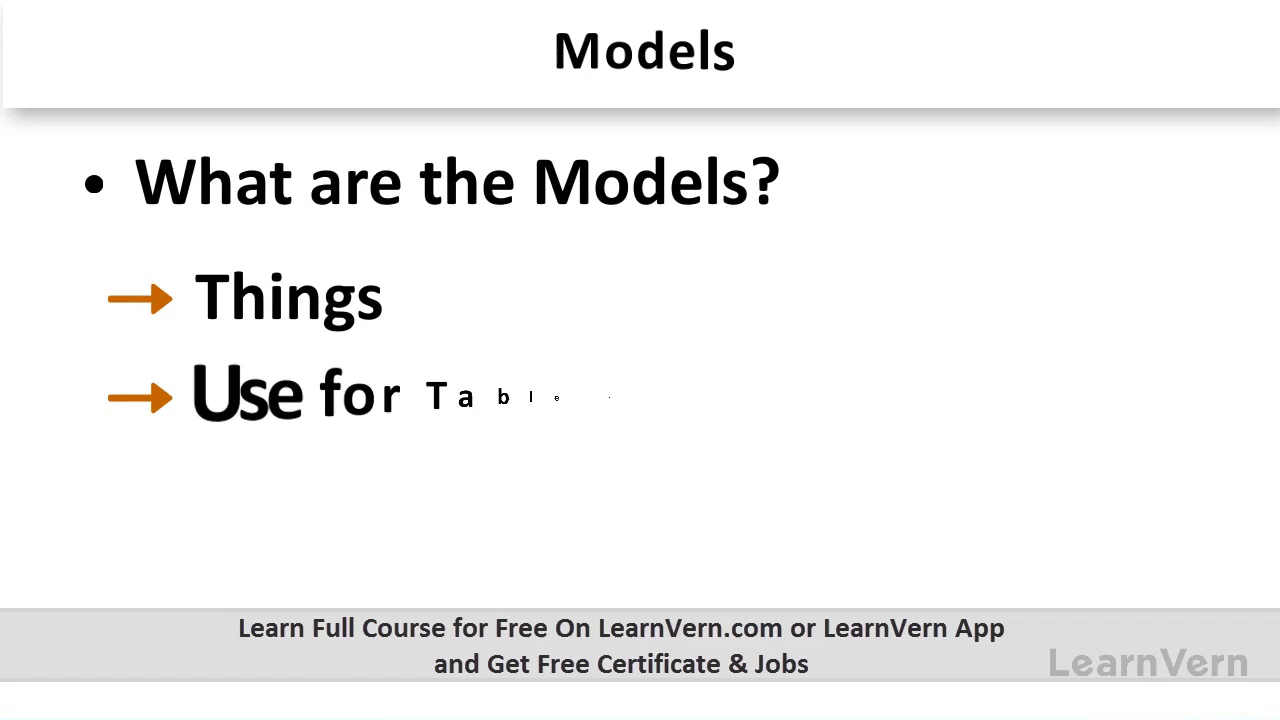 Models
• What are the Models?
→ Things
→ Use for Table
Learn Full Course for Free On LearnVern.com or LearnVern App
and Get Free Certificate & Jobs
LearnVern